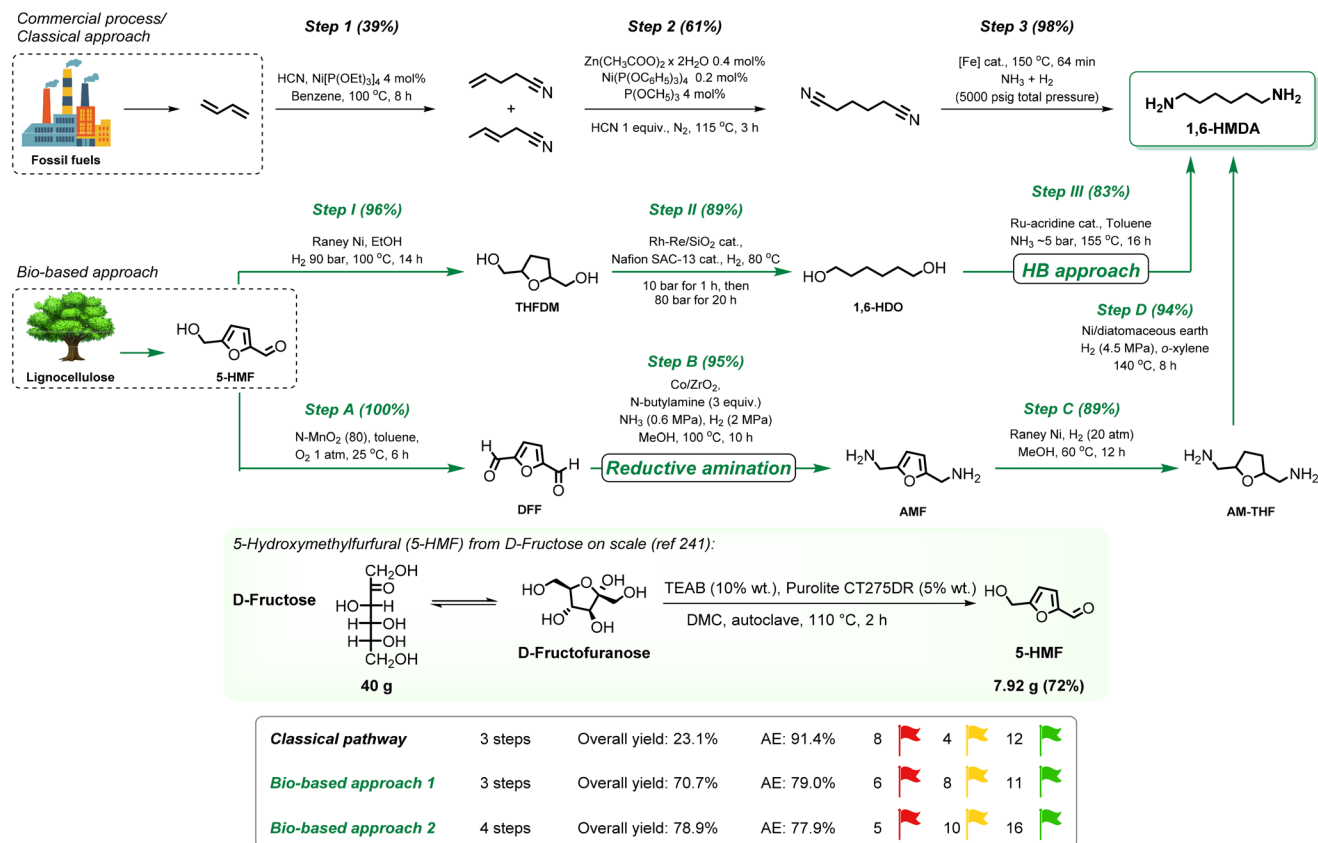 Commercial process/
Classical approach
Fossil fuels
Step 1 (39%)
HCN, Ni[P(OEt)3]4 4 mol%
Benzene, 100 °C, 8 h
N
+
N
Step 2 (61%)
Zn(CH3COO)2 x 2H2O 0.4 mol%
Ni(P(OC6H5)3)4 0.2 mol%
P(OCH5)3 4 mol%
HCN 1 equiv., N2, 115 °C, 3 h
N
N
Step 3 (98%)
[Fe] cat., 150 °C, 64 min
NH3 + H2
(5000 psig total pressure)
H2N
NH2
1,6-HMDA
Bio-based approach
Lignocellulose
HO
O
O
5-HMF
Step I (96%)
Raney Ni, EtOH
H2 90 bar, 100 °C, 14 h
HO
O
OH
THFDM
Step II (89%)
Rh-Re/SiO2 cat.,
Nafion SAC-13 cat., H2, 80 °C
10 bar for 1 h, then
80 bar for 20 h
HO
OH
1,6-HDO
Step III (83%)
Ru-acridine cat., Toluene
NH3 ~5 bar, 155 °C, 16 h
HB approach
Step D (94%)
Ni/diatomaceous earth
H2 (4.5 MPa), o-xylene
140 °C, 8 h
Step A (100%)
N-MnO2 (80), toluene,
O2 1 atm, 25 °C, 6 h
H
O
O
H
O
DFF
Step B (95%)
Co/ZrO2,
N-butylamine (3 equiv.)
NH3 (0.6 MPa), H2 (2 MPa)
MeOH, 100 °C, 10 h
Reductive amination
H2N
O
NH2
AMF
Step C (89%)
Raney Ni, H2 (20 atm)
MeOH, 60 °C, 12 h
H2N
O
NH2
AM-THF
5-Hydroxymethylfurfural (5-HMF) from D-Fructose on scale (ref 241):
D-Fructose
CH2OH
O
HO H
H OH
H OH
CH2OH
40 g
HO
O
OH
OH
HO
OH
D-Fructofuranose
TEAB (10% wt.), Purolite CT275DR (5% wt.)
DMC, autoclave, 110 °C, 2 h
HO
O
O
5-HMF
7.92 g (72%)
Classical pathway 3 steps Overall yield: 23.1% AE: 91.4% 8 4 12
Bio-based approach 1 3 steps Overall yield: 70.7% AE: 79.0% 6 8 11
Bio-based approach 2 4 steps Overall yield: 78.9% AE: 77.9% 5 10 16